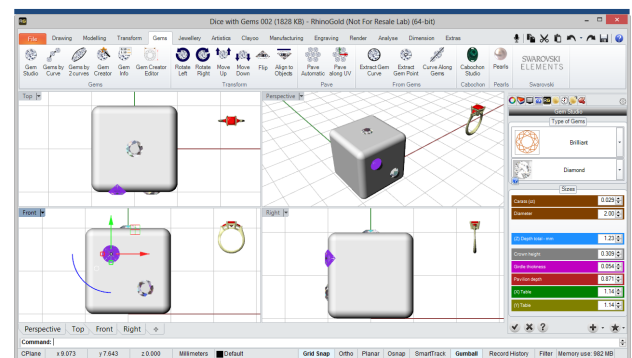 Dice with Gems 002 (1828 KB) - RhinoGold (Not For Resale Lab) (64-bit)
File Drawing Modelling Transform Gems Jewellery Artistics Clayoo Manufacturing Engraving Render Analyse Dimension Extras
Gem Studio Gems by Curve Gems by 2 curves Gem Creator Gem Info Gem Creator Editor Rotate Left Rotate Right Move Up Move Down Flip Align to Objects Pave Automatic Pave along UV Extract Gem Curve Extract Gem Point Curve Along Gems Cabochon Studio Pearls SWAROVSKI ELEMENTS
Gems Transform Pave From Gems Cabochon Pearls Swarovski
Top
Perspective
Front
Right
Gem Studio
Type of Gems
Brilliant
Diamond
Sizes
Carats (ct) 0.029
Diameter 2.00
(Z) Depth scale - mm 1.23
Crown height 0.309
Girdle thickness 0.054
Pavilion depth 0.871
(X) Table 1.14
(Y) Table 1.14
Perspective Top Front Right
Command:
CPlane x 9.073 y 7.643 z 0.000 Millimeters Default Grid Snap Ortho Planar Osnap SmartTrack Gumball Record History Filter Memory use: 982 MB